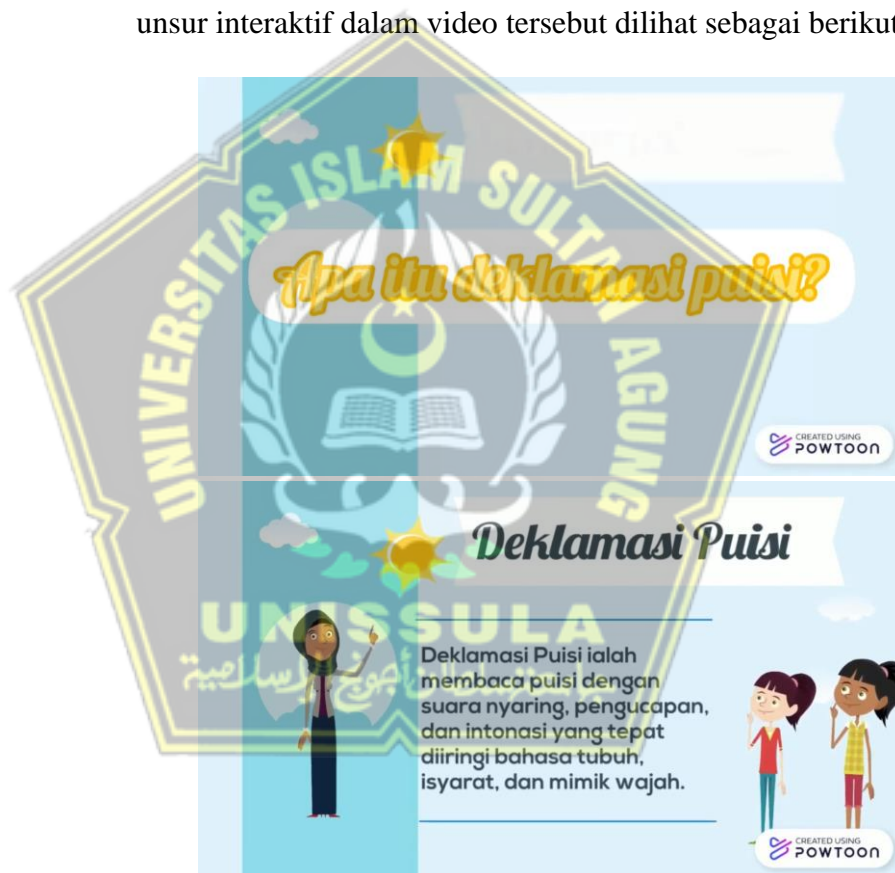 unsur interaktif dalam video tersebut dilihat sebagai berikut
UNIVERSITAS ISLAM SULTAN AGUNG
Apa itu deklamasi puisi?
CREATED USING
POWTOON
Deklamasi Puisi
UNISSULA
Deklamasi Puisi ialah
membaca puisi dengan
suara nyaring, pengucapan,
dan intonasi yang tepat
diiringi bahasa tubuh,
isyarat, dan mimik wajah.
CREATED USING
POWTOON